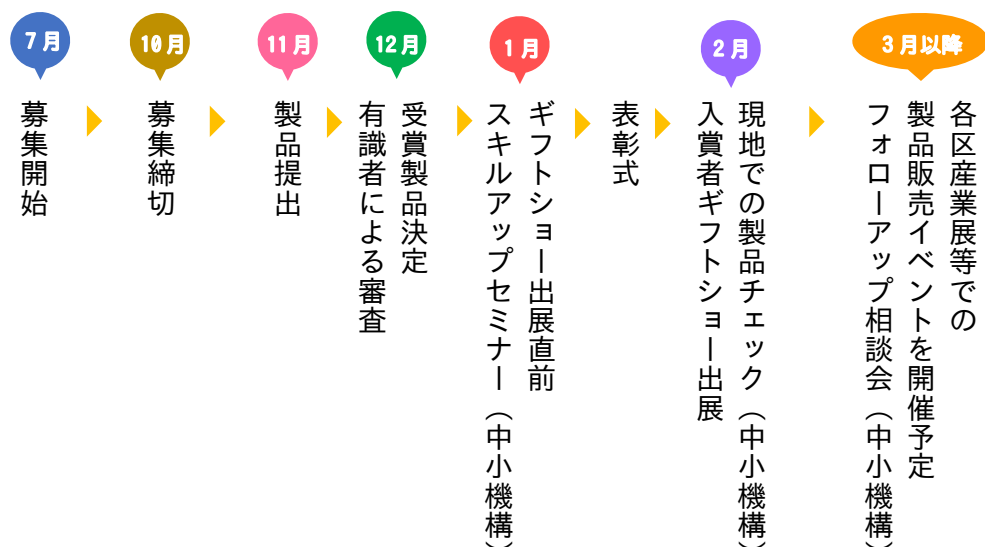 7月
募集開始
10月
募集締切
11月
製品提出
12月
受賞製品決定
有識者による審査
1月
ギフトショー出展直前
スキルアップセミナー(中小機構)
表彰式
2月
現地での製品チェック(中小機構)
入賞者ギフトショー出展
3月以降
各区産業展等での
製品販売イベントを開催予定
フォローアップ相談会(中小機構)